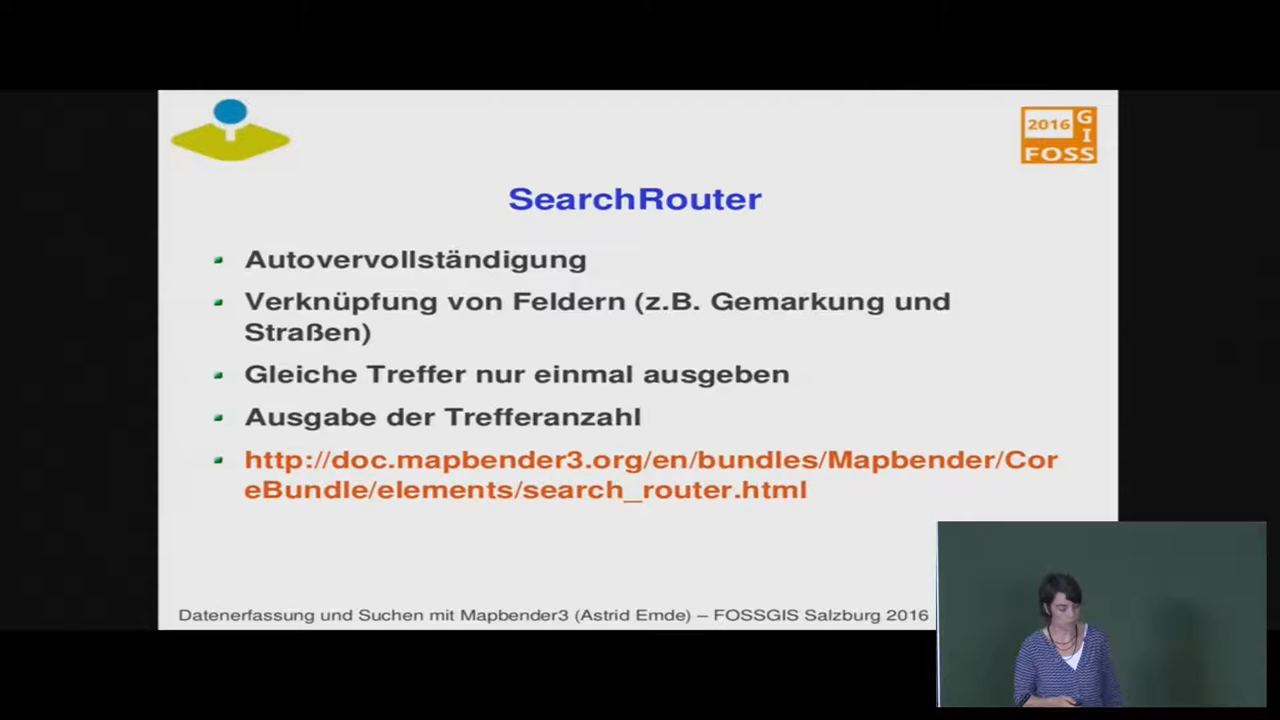 2016 GI
FOSS
SearchRouter
Autovervollständigung
Verknüpfung von Feldern (z.B. Gemarkung und
Straßen)
Gleiche Treffer nur einmal ausgeben
Ausgabe der Trefferanzahl
http://doc.mapbender3.org/en/bundles/Mapbender/Cor
eBundle/elements/search_router.html
Datenerfassung und Suchen mit Mapbender3 (Astrid Emde) – FOSSGIS Salzburg 2016